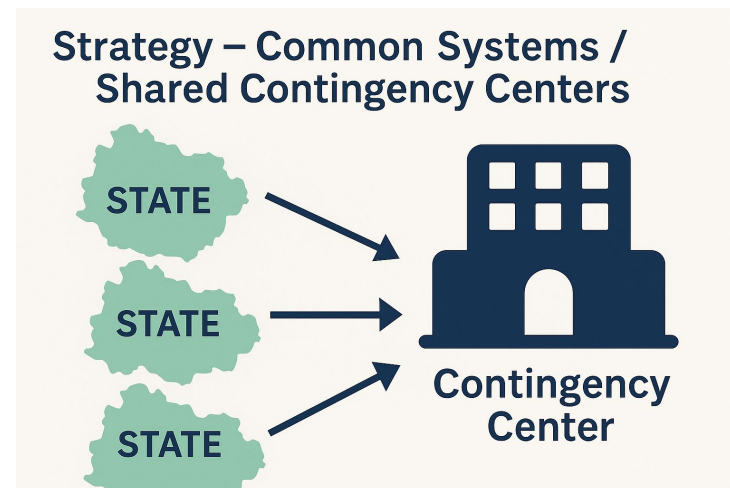 Strategy – Common Systems /
Shared Contingency Centers
STATE
STATE
STATE
Contingency
Center